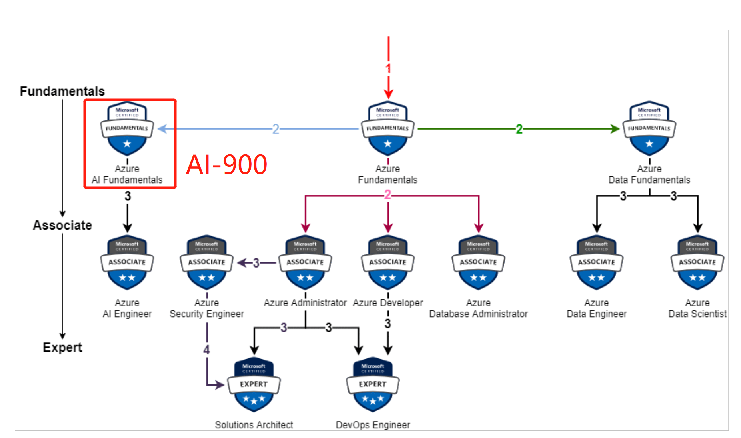 1
Fundamentals
Microsoft
CERTIFIED
FUNDAMENTALS
Microsoft
CERTIFIED
FUNDAMENTALS
Microsoft
CERTIFIED
FUNDAMENTALS
2
2
Azure
AI Fundamentals
AI-900
Azure
Fundamentals
Azure
Data Fundamentals
3
2
3
3
Associate
Microsoft
CERTIFIED
ASSOCIATE
Microsoft
CERTIFIED
ASSOCIATE
3
Microsoft
CERTIFIED
ASSOCIATE
Microsoft
CERTIFIED
ASSOCIATE
Microsoft
CERTIFIED
ASSOCIATE
Microsoft
CERTIFIED
ASSOCIATE
Microsoft
CERTIFIED
ASSOCIATE
Azure
AI Engineer
Azure
Security Engineer
Azure Administrator
Azure Developer
Azure
Database Administrator
Azure
Data Engineer
Azure
Data Scientist
3
3
3
4
Expert
Microsoft
CERTIFIED
EXPERT
Microsoft
CERTIFIED
EXPERT
Solutions Architect
DevOps Engineer